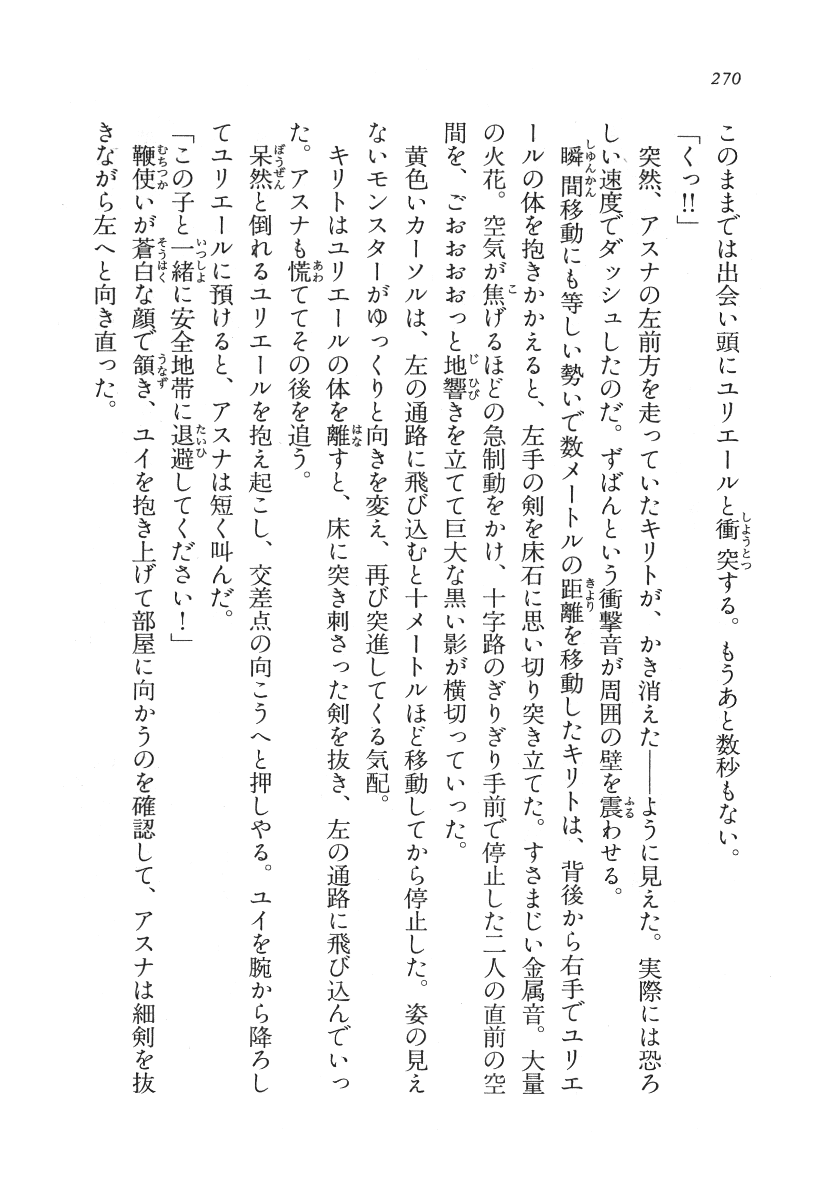 270
このままでは出会い頭にユリエールと衝突する。もうあと数秒もない。
「くっ!!」
突然、アスナの左前方を走っていたキリトが、かき消えた――ように見えた。実際には恐ろ
しい速度でダッシュしたのだ。ずばんという衝撃音が周囲の壁を震わせる。
瞬間移動にも等しい勢いで数メートルの距離を移動したキリトは、背後から右手でユリエ
ールの体を抱きかかえると、左手の剣を床石に思い切り突き立てた。すさまじい金属音。大量
の火花。空気が焦げるほどの急制動をかけ、十字路のぎりぎり手前で停止した二人の直前の空
間を、ごおおおおっと地響きを立てて巨大な黒い影が横切っていった。
黄色いカーソルは、左の通路に飛び込むと十メートルほど移動してから停止した。姿の見え
ないモンスターがゆっくりと向きを変え、再び突進してくる気配。
キリトはユリエールの体を離すと、床に突き刺さった剣を抜き、左の通路に飛び込んでいっ
た。アスナも慌ててその後を追う。
呆然と倒れるユリエールを抱え起こし、交差点の向こうへと押しやる。ユイを腕から降ろし
てユリエールに預けると、アスナは短く叫んだ。
「この子と一緒に安全地帯に退避してください！」
鞭使いが蒼白な顔で頷き、ユイを抱き上げて部屋に向かうのを確認して、アスナは細剣を抜
きながら左へと向き直った。